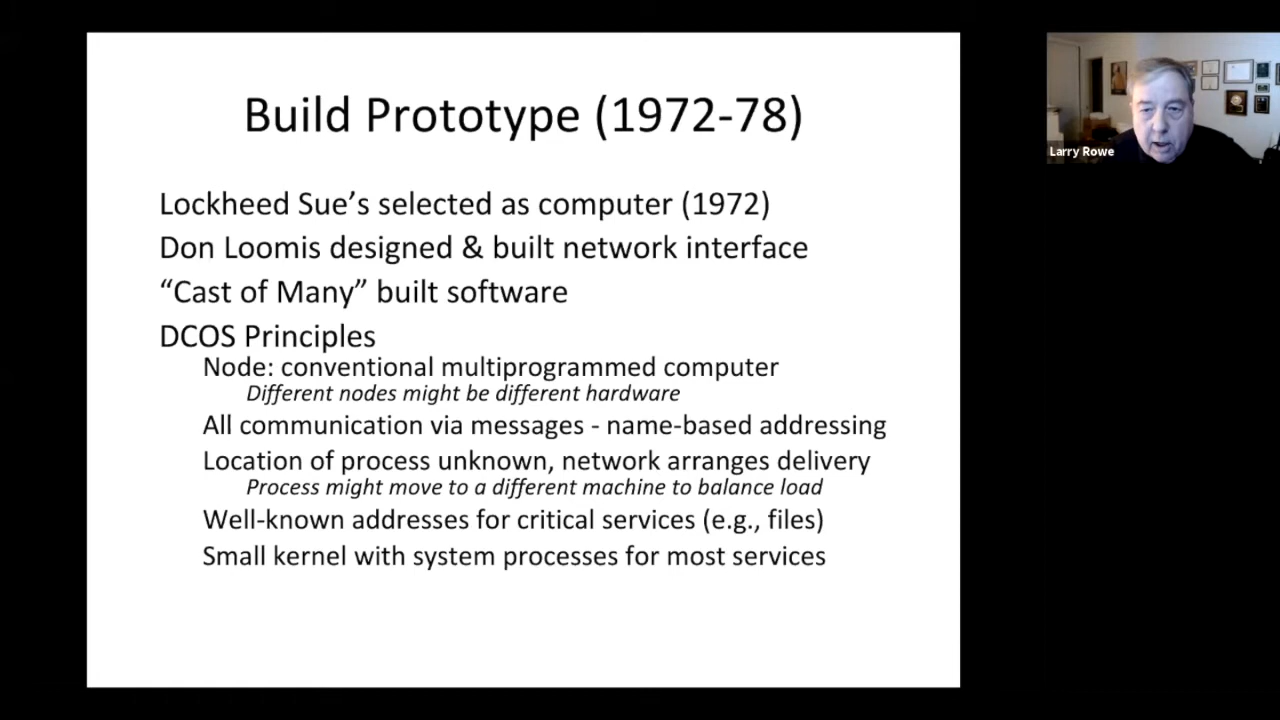 Build Prototype (1972-78)
Lockheed Sue’s selected as computer (1972)
Don Loomis designed & built network interface
“Cast of Many” built software
DCOS Principles
Node: conventional multiprogrammed computer
Different nodes might be different hardware
All communication via messages - name-based addressing
Location of process unknown, network arranges delivery
Process might move to a different machine to balance load
Well-known addresses for critical services (e.g., files)
Small kernel with system processes for most services
Larry Rowe